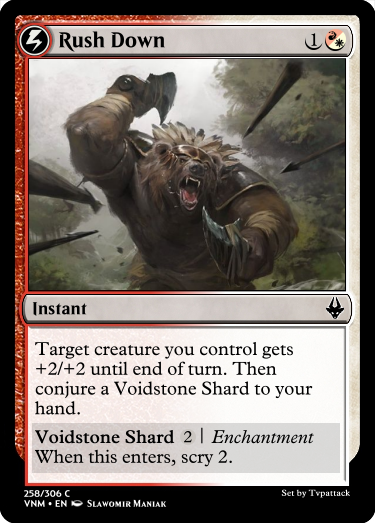 Rush Down 1
Instant
Target creature you control gets
+2/+2 until end of turn. Then
conjure a Voidstone Shard to your
hand.
Voidstone Shard 2 | Enchantment
When this enters, scry 2.
258/306 C
VNM • EN Slawomir Maniak
Set by Tvpattack